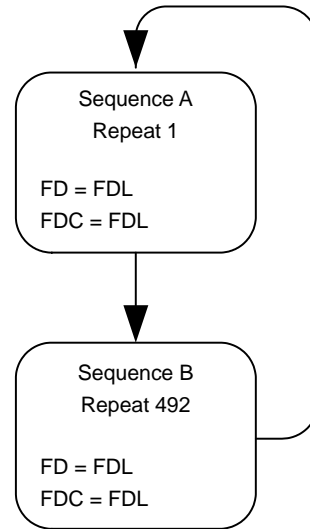 Sequence A
Repeat 1
FD = FDL
FDC = FDL
Sequence B
Repeat 492
FD = FDL
FDC = FDL